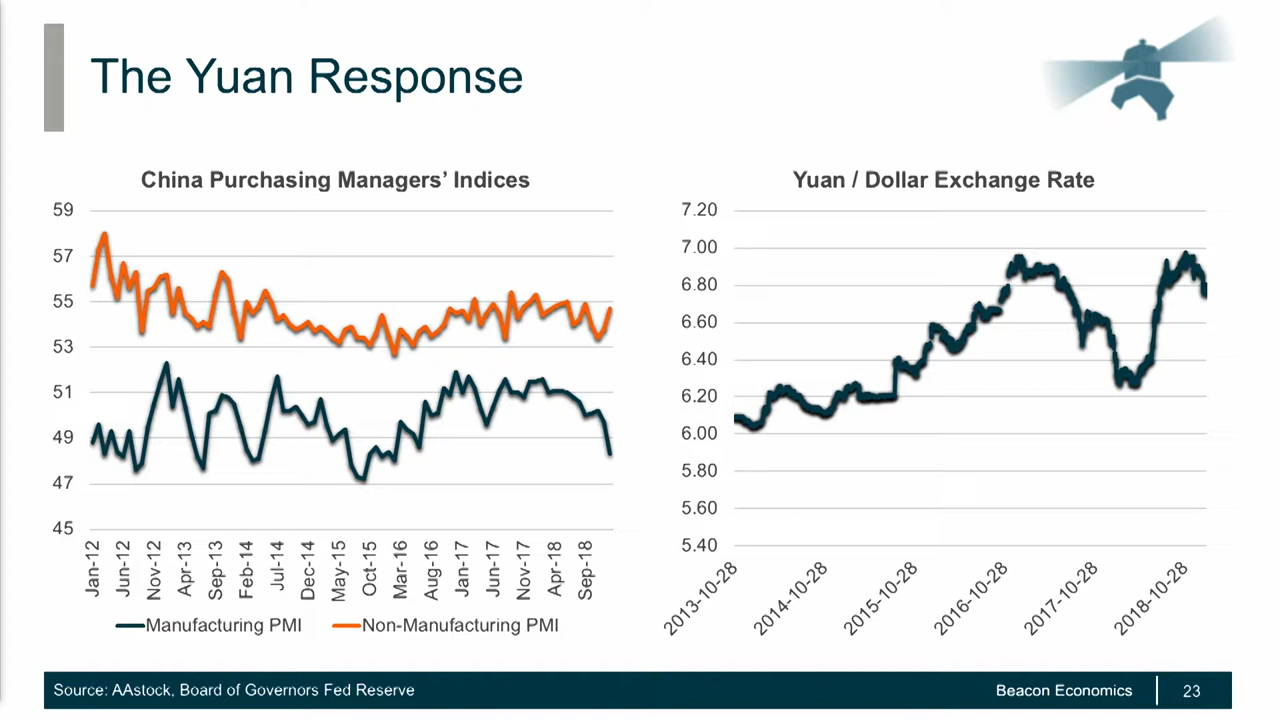 The Yuan Response
China Purchasing Managers’ Indices
59
57
55
53
51
49
47
45
Jan-12
Jun-12
Nov-12
Apr-13
Sep-13
Feb-14
Jul-14
Dec-14
May-15
Oct-15
Mar-16
Aug-16
Jan-17
Jun-17
Nov-17
Apr-18
Sep-18
Manufacturing PMI
Non-Manufacturing PMI
Yuan / Dollar Exchange Rate
7.20
7.00
6.80
6.60
6.40
6.20
6.00
5.80
5.60
5.40
2013-10-28
2014-10-28
2015-10-28
2016-10-28
2017-10-28
2018-10-28
Source: AAstock, Board of Governors Fed Reserve
Beacon Economics
23